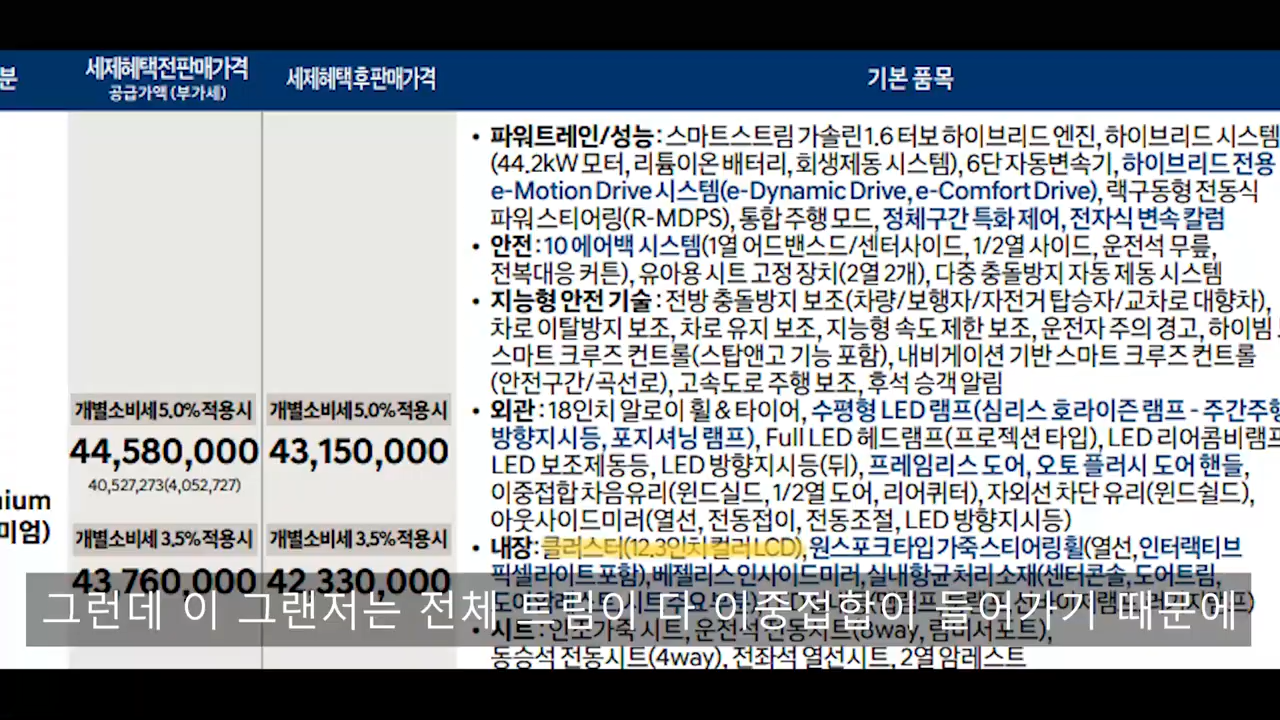 분
세제혜택전판매가격
공급가액 (부가세)
세제혜택후판매가격
기본 품목
• 파워트레인/성능 : 스마트스트림 가솔린 1.6 터보 하이브리드 엔진, 하이브리드 시스템
(44.2kW 모터, 리튬이온 배터리, 회생제동 시스템), 6단 자동변속기, 하이브리드 전용
e-Motion Drive 시스템(e-Dynamic Drive, e-Comfort Drive), 랙구동형 전동식
파워 스티어링(R-MDPS), 통합 주행 모드, 정체구간 특화 제어, 전자식 변속 칼럼
• 안전 : 10 에어백 시스템(1열 어드밴스드/센터사이드, 1/2열 사이드, 운전석 무릎,
전복대응 커튼), 유아용 시트 고정 장치(2열 2개), 다중 충돌방지 자동 제동 시스템
• 지능형 안전 기술 : 전방 충돌방지 보조(차량/보행자/자전거 탑승자/교차로 대향차),
차로 이탈방지 보조, 차로 유지 보조, 지능형 속도 제한 보조, 운전자 주의 경고, 하이빔
스마트 크루즈 컨트롤(스탑앤고 기능 포함), 내비게이션 기반 스마트 크루즈 컨트롤
(안전구간/곡선로), 고속도로 주행 보조, 후석 승객 알림
• 외관 : 18인치 알로이 휠 & 타이어, 수평형 LED 램프(심리스 호라이즌 램프 - 주간주행
방향지시등, 포지셔닝 램프), Full LED 헤드램프(프로젝션 타입), LED 리어콤비램프
LED 보조제동등, LED 방향지시등(뒤), 프레임리스 도어, 오토 플러시 도어 핸들,
이중접합 차음유리(윈드실드, 1/2열 도어, 리어쿼터), 자외선 차단 유리(윈드쉴드),
아웃사이드미러(열선, 전동접이, 전동조절, LED 방향지시등)
• 내장 : 클러스터(12.3인치 컬러 LCD), 원스포크타입 가죽 스티어링 휠(열선, 인터랙티브
픽셀라이트 포함), 베젤리스 인사이드미러, 실내 항균 처리 소재(센터콘솔, 도어트림,
• 시트 : 인조가죽 시트, 운전석 전동시트(8way, 럼버서포트),
동승석 전동시트(4way), 전좌석 열선시트, 2열 암레스트
nium
미엄)
개별소비세 5.0% 적용시
44,580,000
40,527,273(4,052,727)
개별소비세 3.5% 적용시
43,760,000
개별소비세 5.0% 적용시
43,150,000
개별소비세 3.5% 적용시
42,330,000
그런데 이 그랜저는 전체 트림이 다 이중접합이 들어가기 때문에